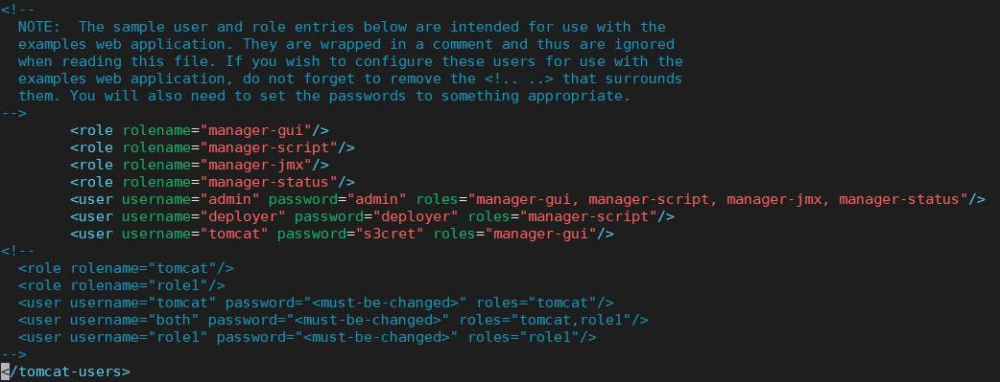 <!--
  NOTE:  The sample user and role entries below are intended for use with the
  examples web application. They are wrapped in a comment and thus are ignored
  when reading this file. If you wish to configure these users for use with the
  examples web application, do not forget to remove the <!.. ..> that surrounds
  them. You will also need to set the passwords to something appropriate.
-->
        <role rolename="manager-gui"/>
        <role rolename="manager-script"/>
        <role rolename="manager-jmx"/>
        <role rolename="manager-status"/>
        <user username="admin" password="admin" roles="manager-gui, manager-script, manager-jmx, manager-status"/>
        <user username="deployer" password="deployer" roles="manager-script"/>
        <user username="tomcat" password="s3cret" roles="manager-gui"/>
<!--
  <role rolename="tomcat"/>
  <role rolename="role1"/>
  <user username="tomcat" password="<must-be-changed>" roles="tomcat"/>
  <user username="both" password="<must-be-changed>" roles="tomcat,role1"/>
  <user username="role1" password="<must-be-changed>" roles="role1"/>
-->
</tomcat-users>